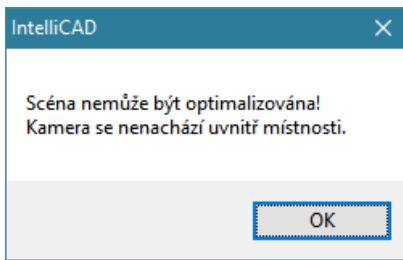 IntelliCAD
Scéna nemůže být optimalizována!
Kamera se nenachází uvnitř místnosti.
OK